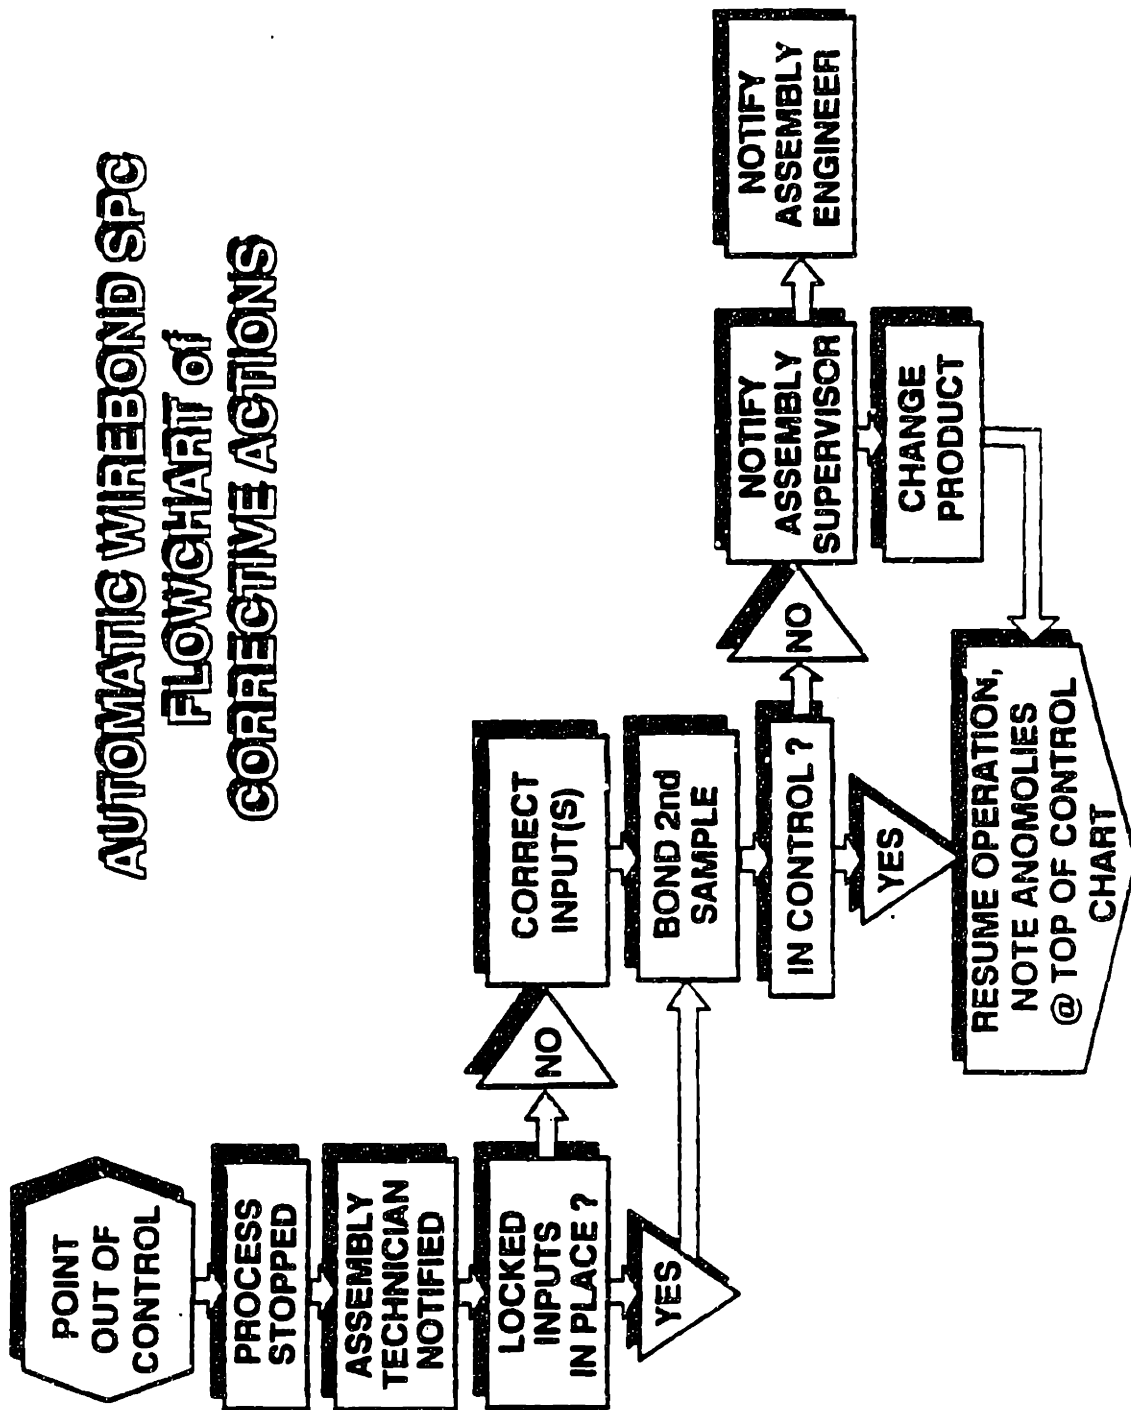 AUTOMATIC WIREBOND SPC
FLOWCHART of
CORRECTIVE ACTIONS
POINT
OUT OF
CONTROL
PROCESS
STOPPED
ASSEMBLY
TECHNICIAN
NOTIFIED
LOCKED
INPUTS
IN PLACE ?
YES
NO
CORRECT
INPUT(S)
BOND 2nd
SAMPLE
IN CONTROL ?
YES
NO
NOTIFY
ASSEMBLY
SUPERVISOR
NOTIFY
ASSEMBLY
ENGINEER
CHANGE
PRODUCT
RESUME OPERATION,
NOTE ANOMOLIES
@ TOP OF CONTROL
CHART